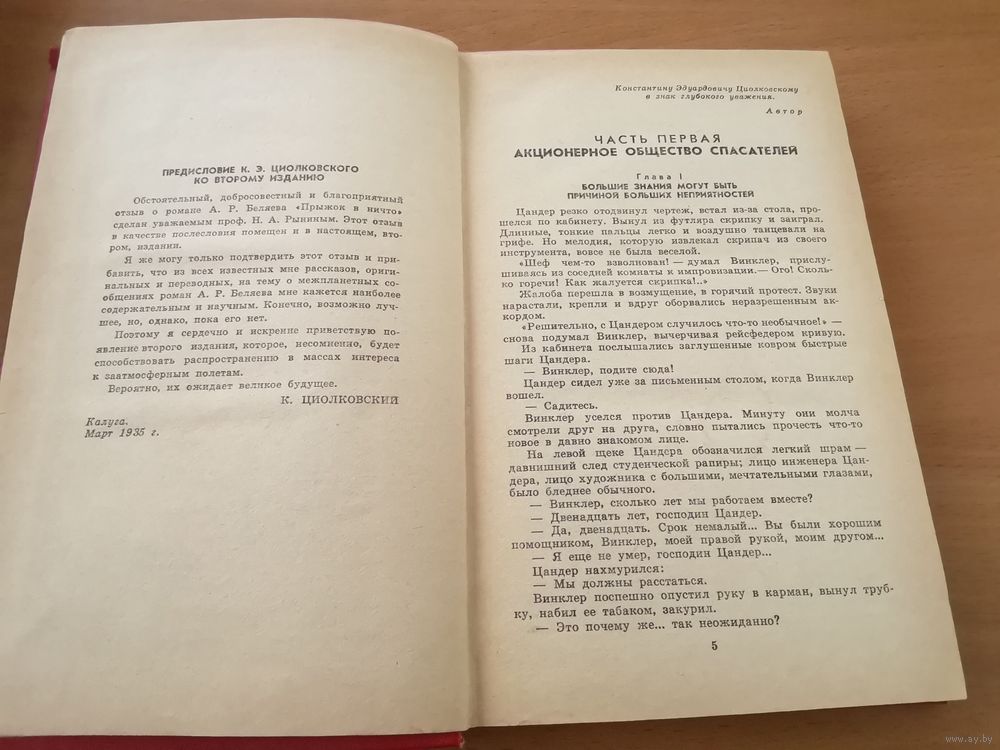 ПРЕДИСЛОВИЕ К. Э. ЦИОЛКОВСКОГО
КО ВТОРОМУ ИЗДАНИЮ
Обстоятельный, добросовестный и благоприятный
отзыв о романе А. Р. Беляева «Прыжок в ничто»
сделан уважаемым проф. Н. А. Рыниным. Этот отзыв
в качестве послесловия помещен и в настоящем, вто-
ром, издании.
Я же могу только подтвердить этот отзыв и при-
бавить, что из всех известных мне рассказов, ориги-
нальных и переводных, на тему о межпланетных со-
общениях роман А. Р. Беляева мне кажется наиболее
содержательным и научным. Конечно, возможно луч-
шее, но, однако, пока его нет.
Поэтому я сердечно и искренне приветствую по-
явление второго издания, которое, несомненно, будет
способствовать распространению в массах интереса
к заатмосферным полетам.
Вероятно, их ожидает великое будущее.
К. ЦИОЛКОВСКИЙ
Калуга.
Март 1935 г.
Константину Эдуардовичу Циолковскому
в знак глубокого уважения.
Автор
ЧАСТЬ ПЕРВАЯ
АКЦИОНЕРНОЕ ОБЩЕСТВО СПАСАТЕЛЕЙ
Глава I
БОЛЬШИЕ ЗНАНИЯ МОГУТ БЫТЬ
ПРИЧИНОЙ БОЛЬШИХ НЕПРИЯТНОСТЕЙ
Цандер резко отодвинул чертеж, встал из-за стола, про-
шелся по кабинету. Вынул из футляра скрипку и заиграл.
Длинные, тонкие пальцы легко и воздушно танцевали на
грифе. Но мелодия, которую извлекал скрипач из своего
инструмента, вовсе не была веселой.
«Шеф чем-то взволнован! — думал Винклер, прислу-
шиваясь из соседней комнаты к импровизации.— Ого! Сколь-
ко горечи! Как жалуется скрипка!..»
Жалоба перешла в возмущение, в горячий протест. Звуки
нарастали, крепли и вдруг оборвались неразрешенным ак-
кордом.
«Решительно, с Цандером случилось что-то необычное!» —
снова подумал Винклер, вычерчивая рейсфедером кривую.
Из кабинета послышались заглушенные ковром быстрые
шаги Цандера.
— Винклер, подите сюда!
Цандер сидел уже за письменным столом, когда Винклер
вошел.
— Садитесь.
Винклер уселся против Цандера. Минуту они молча
смотрели друг на друга, словно пытались прочесть что-то
новое в давно знакомом лице.
На левой щеке Цандера обозначился легкий шрам —
давнишний след студенческой рапиры; лицо инженера Цан-
дера, лицо художника с большими, мечтательными глазами,
было бледнее обычного.
— Винклер, сколько лет мы работаем вместе?
— Двенадцать лет, господин Цандер.
— Да, двенадцать. Срок немалый... Вы были хорошим
помощником, Винклер, моей правой рукой, моим другом...
— Я еще не умер, господин Цандер...
Цандер нахмурился:
— Мы должны расстаться.
Винклер поспешно опустил руку в карман, вынул труб-
ку, набил ее табаком, закурил.
— Это почему же... так неожиданно?
5
www.ay.by